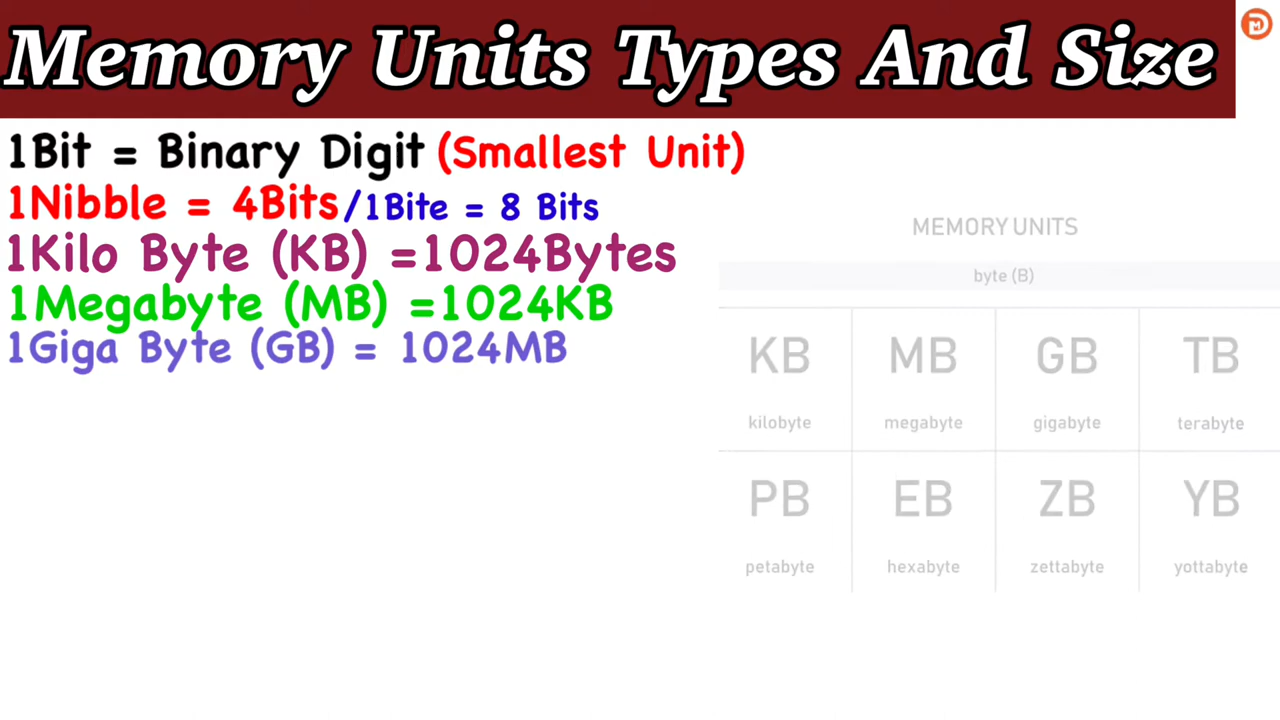 Memory Units Types And Size
1Bit = Binary Digit (Smallest Unit)
1Nibble = 4Bits /1Bite = 8 Bits
1Kilo Byte (KB) =1024Bytes
1Megabyte (MB) =1024KB
1Giga Byte (GB) = 1024MB
MEMORY UNITS
byte (B)
KB MB GB TB
kilobyte megabyte gigabyte terabyte
PB EB ZB YB
petabyte hexabyte zettabyte yottabyte